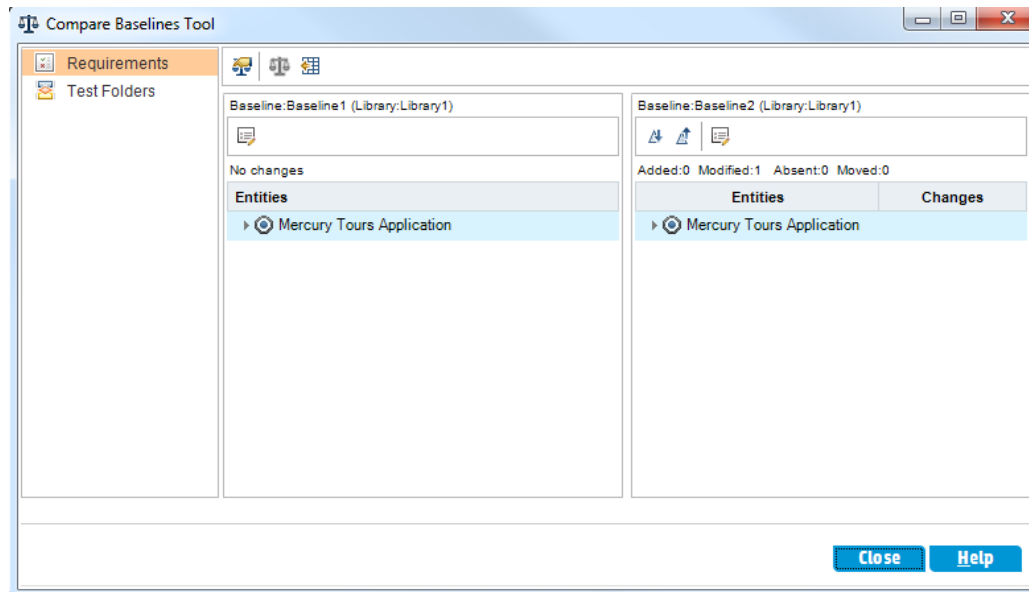 Compare Baselines Tool
Requirements
Test Folders
Baseline:Baseline1 (Library:Library1)
No changes
Entities
Mercury Tours Application
Baseline:Baseline2 (Library:Library1)
Added:0 Modified:1 Absent:0 Moved:0
Entities Changes
Mercury Tours Application
Close Help